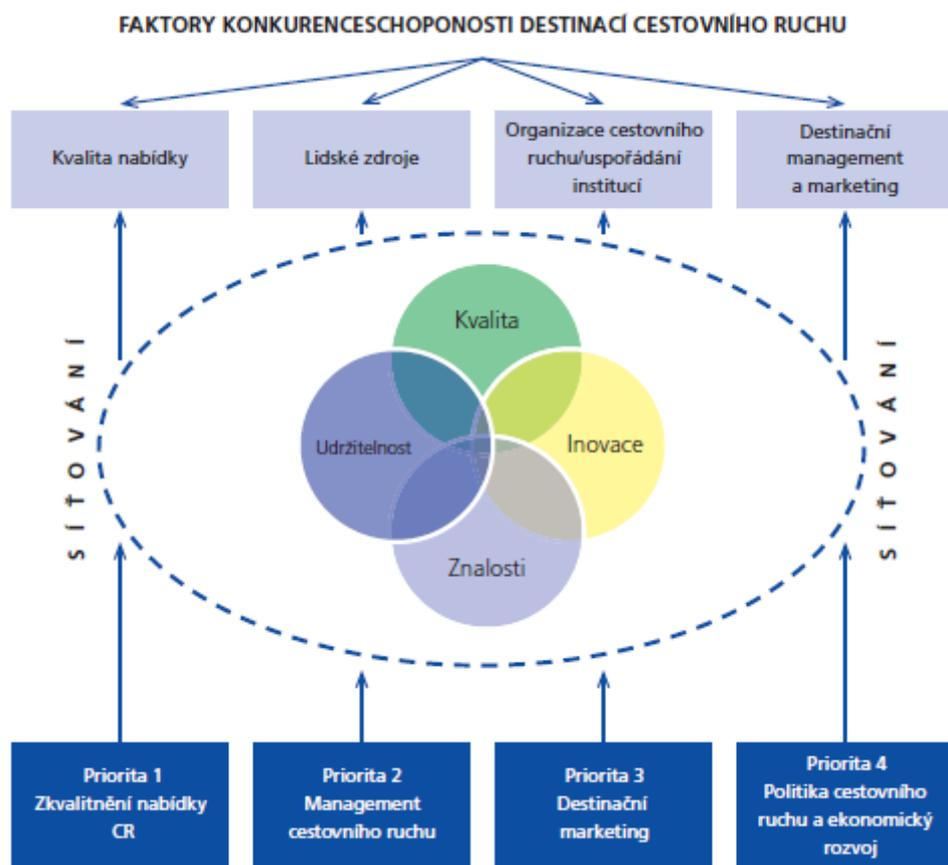 FAKTORY KONKURENCESCHOPONOSTI DESTINACÍ CESTOVNÍHO RUCHU
Kvalita nabídky
Lidské zdroje
Organizace cestovního
ruchu/uspořádání
institucí
Destinační
management
a marketing
SÍŤOVÁNÍ
Kvalita
Udržitelnost
Inovace
Znalosti
SÍŤOVÁNÍ
Priorita 1
Zkvalitnění nabídky
CR
Priorita 2
Management
cestovního ruchu
Priorita 3
Destinační
marketing
Priorita 4
Politika cestovního
ruchu a ekonomický
rozvoj